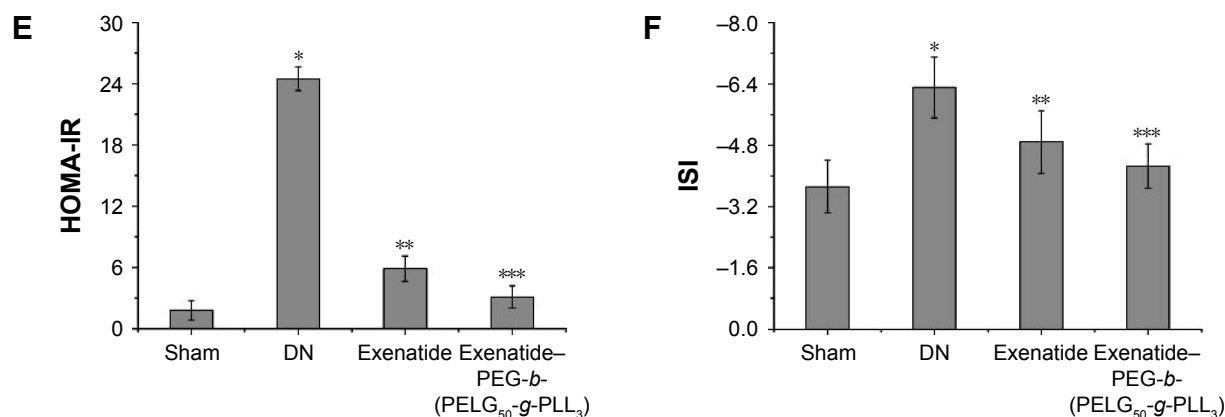 E
HOMA-IR
30
24
18
12
6
0
*
**
***
Sham
DN
Exenatide
Exenatide–
PEG-b-
(PELG₅₀-g-PLL₃)
F
ISI
–8.0
–6.4
–4.8
–3.2
–1.6
0.0
*
**
***
Sham
DN
Exenatide
Exenatide–
PEG-b-
(PELG₅₀-g-PLL₃)